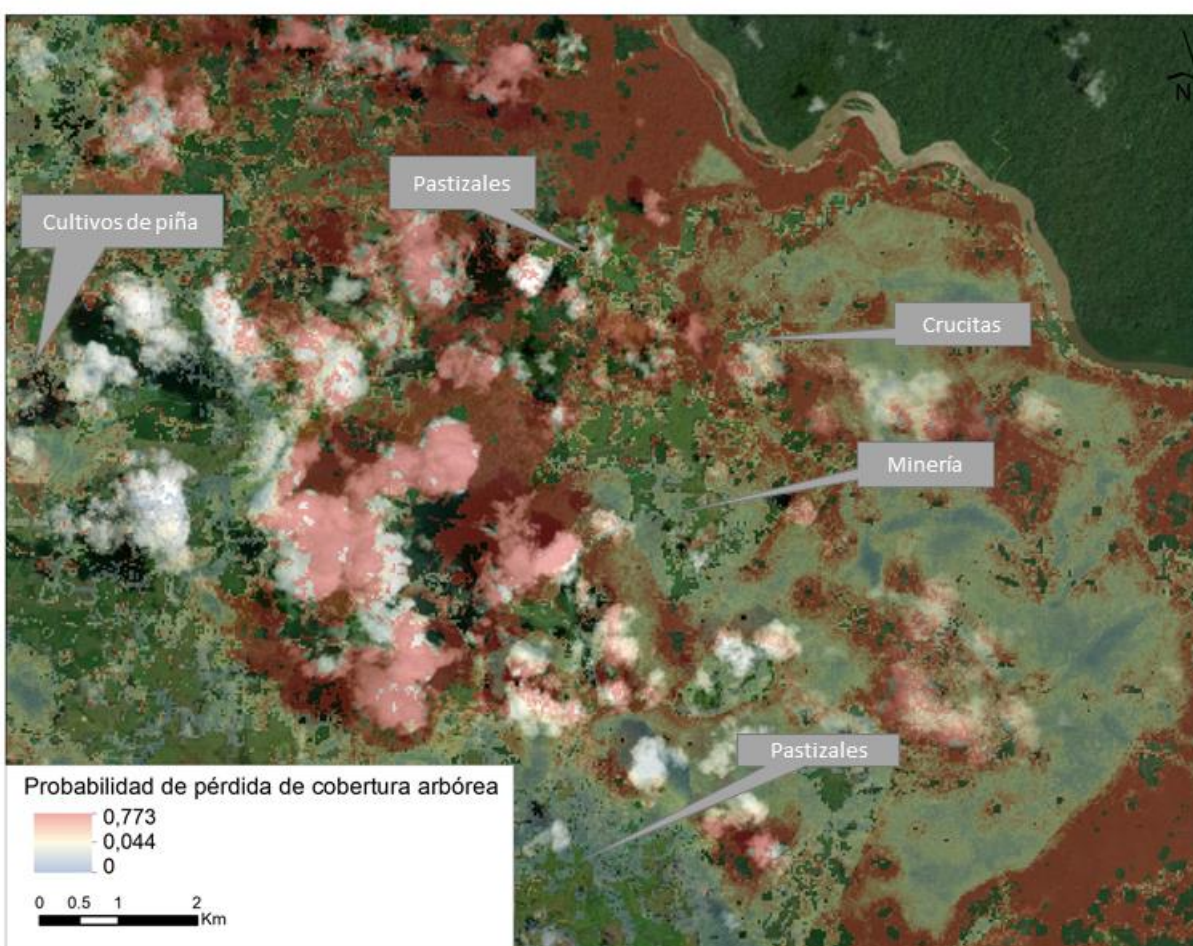 N
Pastizales
Cultivos de piña
Crucitas
Minería
Pastizales
Probabilidad de pérdida de cobertura arbórea
0,773
0,044
0
0 0.5 1 2
Km